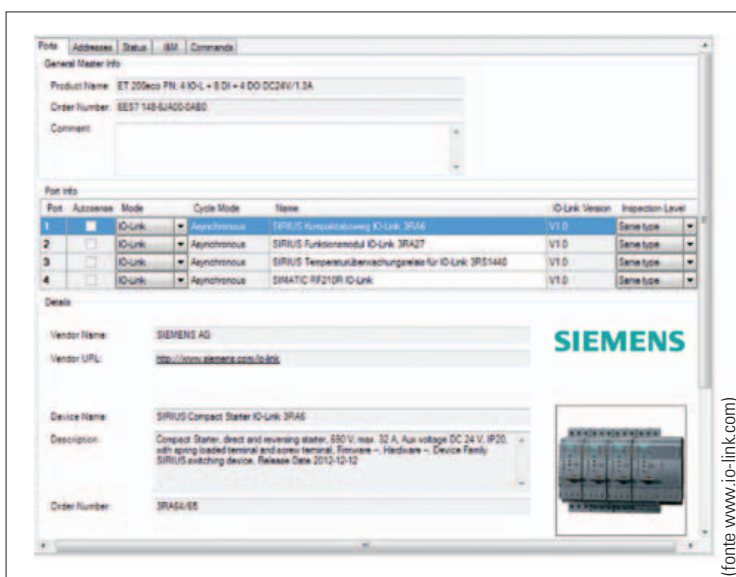 Ports Addresses Status I&M Commands
General Master Info
Product Name: ET 200eco PN: 4 IO-L + 8 DI + 4 DO DC24V/1.3A
Order Number: 6ES7 148-6JA00-0AB0
Comment:
Port Info
Port Autosense Mode Cycle Mode Name IO-Link Version Inspection Level
1 IO-Link Asynchronous SIRIUS Kompaktabzweig IO-Link 3RA6 V1.0 Same type
2 IO-Link Asynchronous SIRIUS Funktionsmodul IO-Link 3RA27 V1.0 Same type
3 IO-Link Asynchronous SIRIUS Temperaturüberwachungsrelais für IO-Link 3RS1440 V1.0 Same type
4 IO-Link Asynchronous SIMATIC RF210R IO-Link V1.0 Same type
Details
Vendor Name: SIEMENS AG
SIEMENS
Vendor URL: http://www.siemens.com/io-link
Device Name: SIRIUS Compact Starter IO-Link 3RA6
Description: Compact Starter, direct and reversing starter, 690 V, max. 32 A, Aux voltage DC 24 V, IP20,
with spring loaded terminal and screw terminal, Firmware --, Hardware --, Device Family
SIRIUS switching device, Release Date 2012-12-12
Order Number: 3RA64/65
(fonte www.io-link.com)